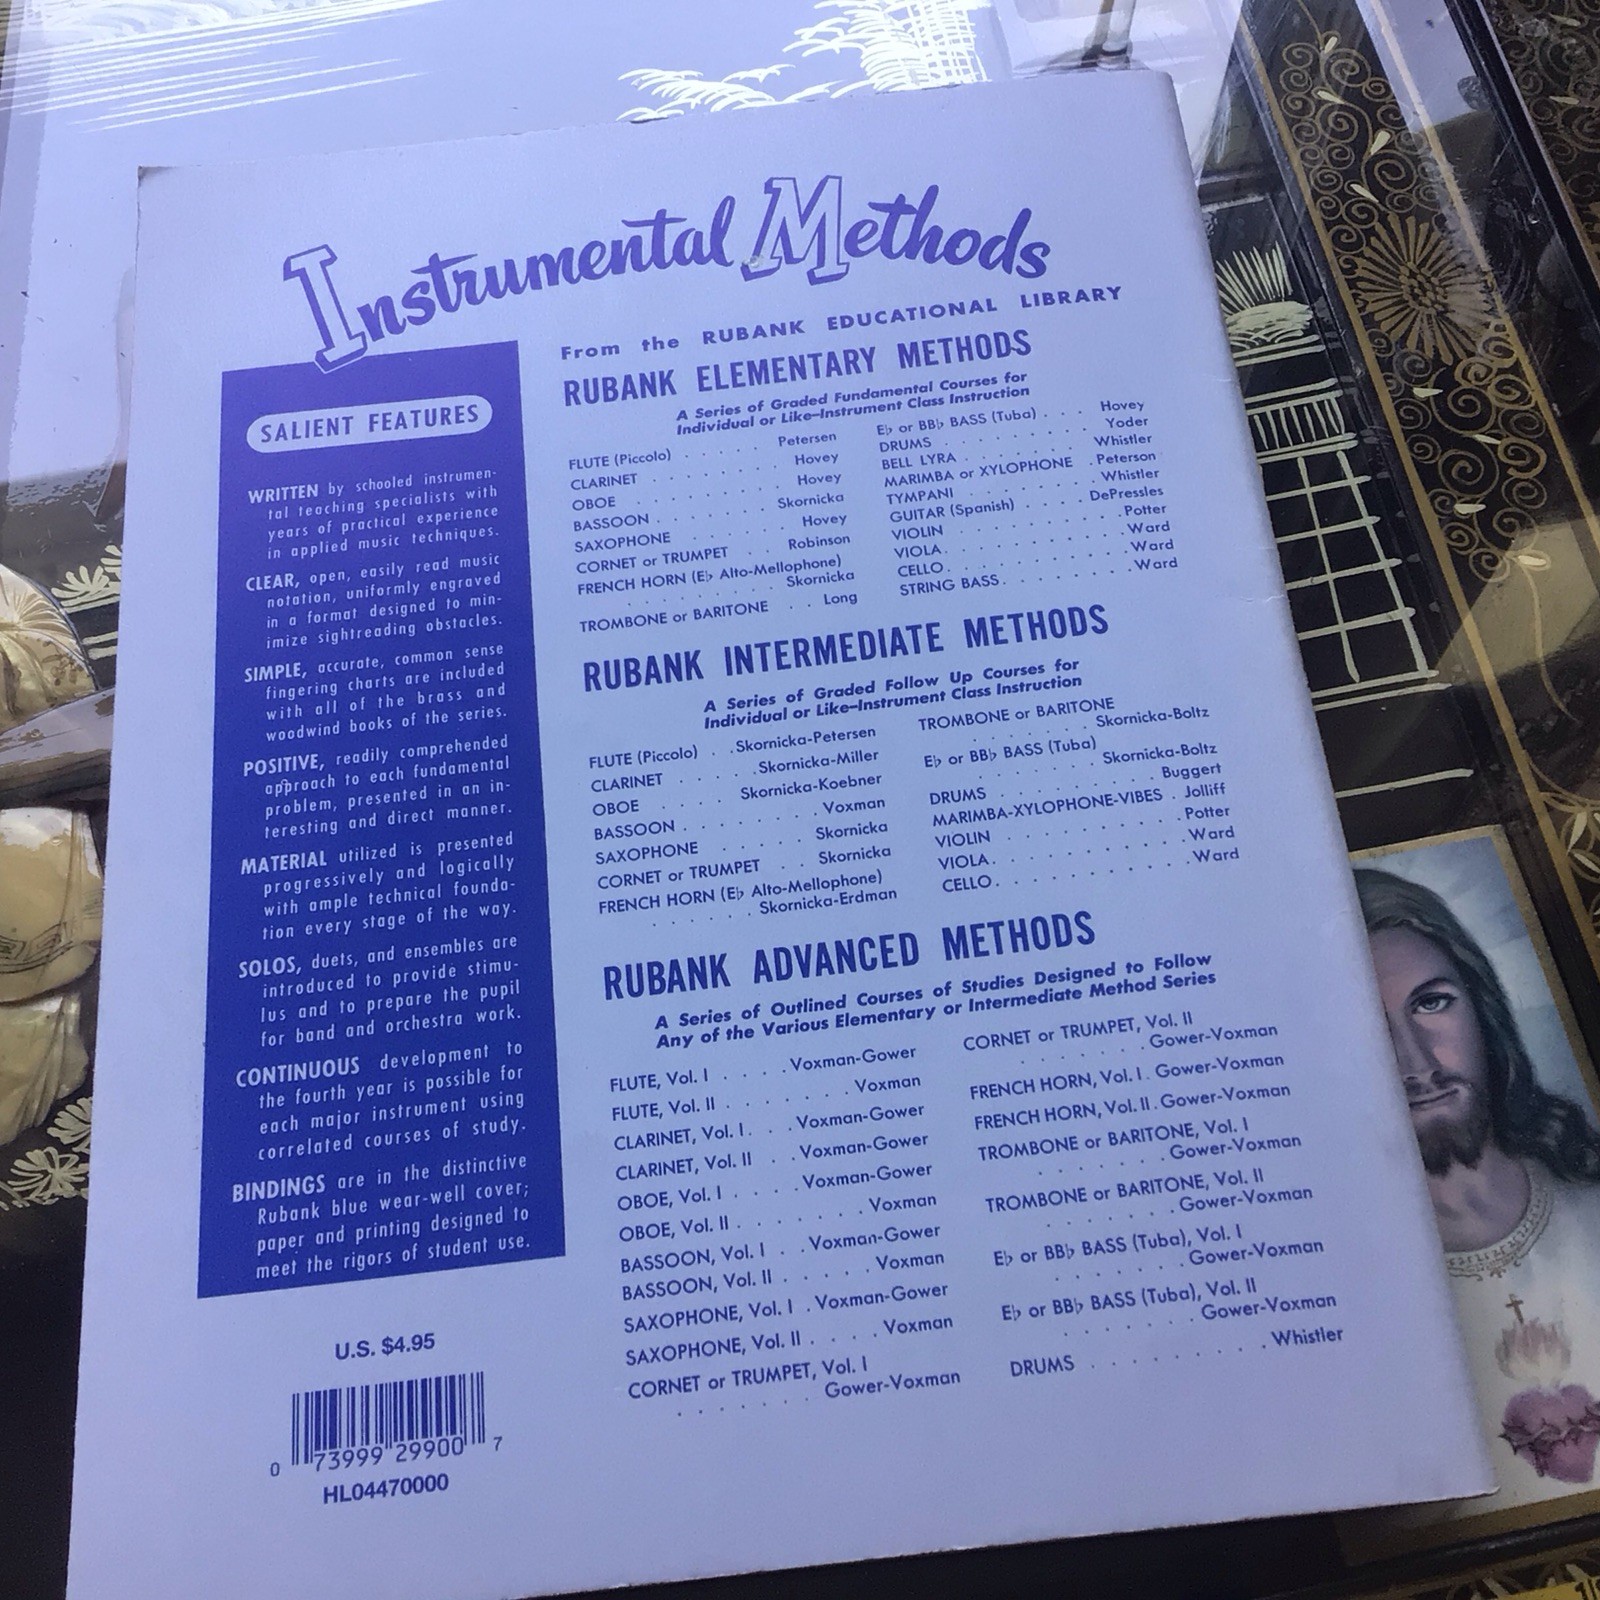 Instrumental Methods
From the RUBANK EDUCATIONAL LIBRARY
SALIENT FEATURES
WRITTEN by schooled instrumen-
tal teaching specialists with
years of practical experience
in applied music techniques.
CLEAR, open, easily read music
notation, uniformly engraved
in a format designed to min-
imize sightreading obstacles.
SIMPLE, accurate, common sense
fingering charts are included
with all of the brass and
woodwind books of the series.
POSITIVE, readily comprehended
approach to each fundamental
problem, presented in an in-
teresting and direct manner.
MATERIAL utilized is presented
progressively and logically
with ample technical founda-
tion every stage of the way.
SOLOS, duets, and ensembles are
introduced to provide stimu-
lus and to prepare the pupil
for band and orchestra work.
CONTINUOUS development to
the fourth year is possible for
each major instrument using
correlated courses of study.
BINDINGS are in the distinctive
Rubank blue wear-well cover;
paper and printing designed to
meet the rigors of student use.
U.S. $4.95
0 73999 29900 7
HL04470000
RUBANK ELEMENTARY METHODS
A Series of Graded Fundamental Courses for
Individual or Like–Instrument Class Instruction
FLUTE (Piccolo) . . . . . Petersen
CLARINET . . . . . . . Hovey
OBOE . . . . . . . . Hovey
BASSOON . . . . . . . Skornicka
SAXOPHONE . . . . . . Hovey
CORNET or TRUMPET . . Robinson
FRENCH HORN (E♭ Alto-Mellophone)
. . . . . . . . Skornicka
TROMBONE or BARITONE . . Long
E♭ or BB♭ BASS (Tuba) . . . Hovey
DRUMS . . . . . . . . Yoder
BELL LYRA . . . . . . . Whistler
MARIMBA or XYLOPHONE . Peterson
TYMPANI . . . . . . . Whistler
GUITAR (Spanish) . . . . DePressles
VIOLIN . . . . . . . . Potter
VIOLA . . . . . . . . Ward
CELLO . . . . . . . . Ward
STRING BASS . . . . . . Ward
RUBANK INTERMEDIATE METHODS
A Series of Graded Follow Up Courses for
Individual or Like–Instrument Class Instruction
FLUTE (Piccolo) . . Skornicka-Petersen
CLARINET . . . . . Skornicka-Miller
OBOE . . . . Skornicka-Koebner
BASSOON . . . . . . . Voxman
SAXOPHONE . . . . . Skornicka
CORNET or TRUMPET . . Skornicka
FRENCH HORN (E♭ Alto-Mellophone)
. . . . . Skornicka-Erdman
TROMBONE or BARITONE
. . . . . . Skornicka-Boltz
E♭ or BB♭ BASS (Tuba)
. . . . . . Skornicka-Boltz
DRUMS . . . . . . . . Buggert
MARIMBA-XYLOPHONE-VIBES . Jolliff
VIOLIN . . . . . . . . Potter
VIOLA . . . . . . . . Ward
CELLO . . . . . . . . Ward
RUBANK ADVANCED METHODS
A Series of Outlined Courses of Studies Designed to Follow
Any of the Various Elementary or Intermediate Method Series
FLUTE, Vol. I . . . . Voxman-Gower
FLUTE, Vol. II . . . . . . . Voxman
CLARINET, Vol. I . . . Voxman-Gower
CLARINET, Vol. II . . Voxman-Gower
OBOE, Vol. I . . . . Voxman-Gower
OBOE, Vol. II . . . . . . . Voxman
BASSOON, Vol. I . . Voxman-Gower
BASSOON, Vol. II . . . . . Voxman
SAXOPHONE, Vol. I . Voxman-Gower
SAXOPHONE, Vol. II . . . . Voxman
CORNET or TRUMPET, Vol. I
. . . . . . . Gower-Voxman
CORNET or TRUMPET, Vol. II
. . . . . . . Gower-Voxman
FRENCH HORN, Vol. I . Gower-Voxman
FRENCH HORN, Vol. II . Gower-Voxman
TROMBONE or BARITONE, Vol. I
. . . . . . . Gower-Voxman
TROMBONE or BARITONE, Vol. II
. . . . . . . Gower-Voxman
E♭ or BB♭ BASS (Tuba), Vol. I
. . . . . . . Gower-Voxman
E♭ or BB♭ BASS (Tuba), Vol. II
. . . . . . . Gower-Voxman
DRUMS . . . . . . . . . Whistler